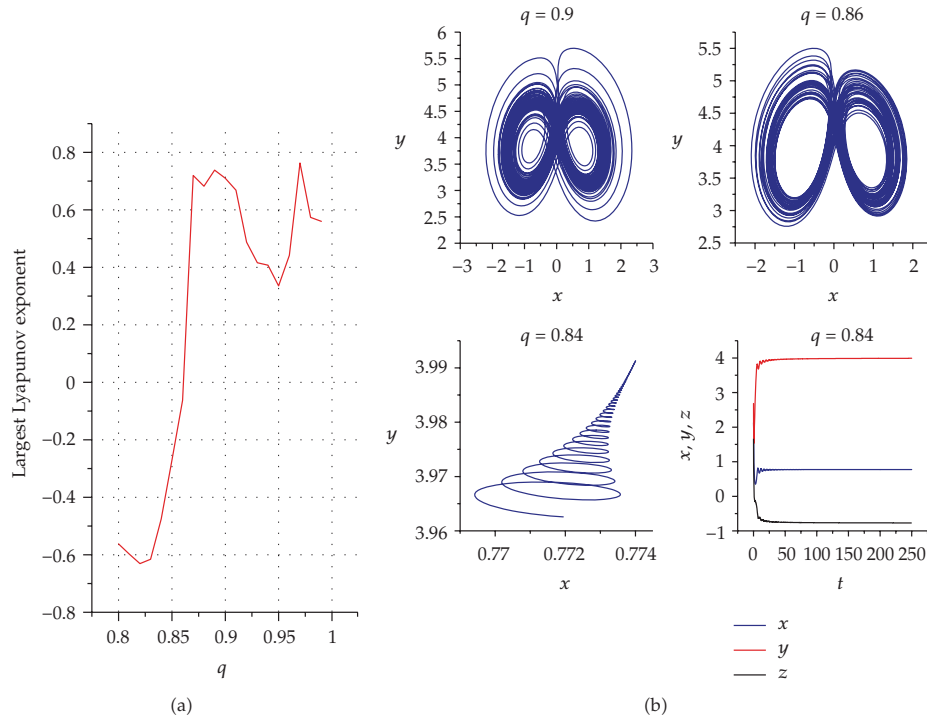 0.8
0.6
0.4
0.2
0
−0.2
−0.4
−0.6
−0.8
Largest Lyapunov exponent
0.8 0.85 0.9 0.95 1
q
(a)
q = 0.9
6
5.5
5
4.5
4
3.5
3
2.5
2
y
−3 −2 −1 0 1 2 3
x
q = 0.86
5.5
5
4.5
4
3.5
3
2.5
y
−2 −1 0 1 2
x
q = 0.84
3.99
3.98
3.97
3.96
y
0.77 0.772 0.774
x
q = 0.84
4
2
0
−1
x, y, z
0 50 100 150 200 250
t
x
y
z
(b)